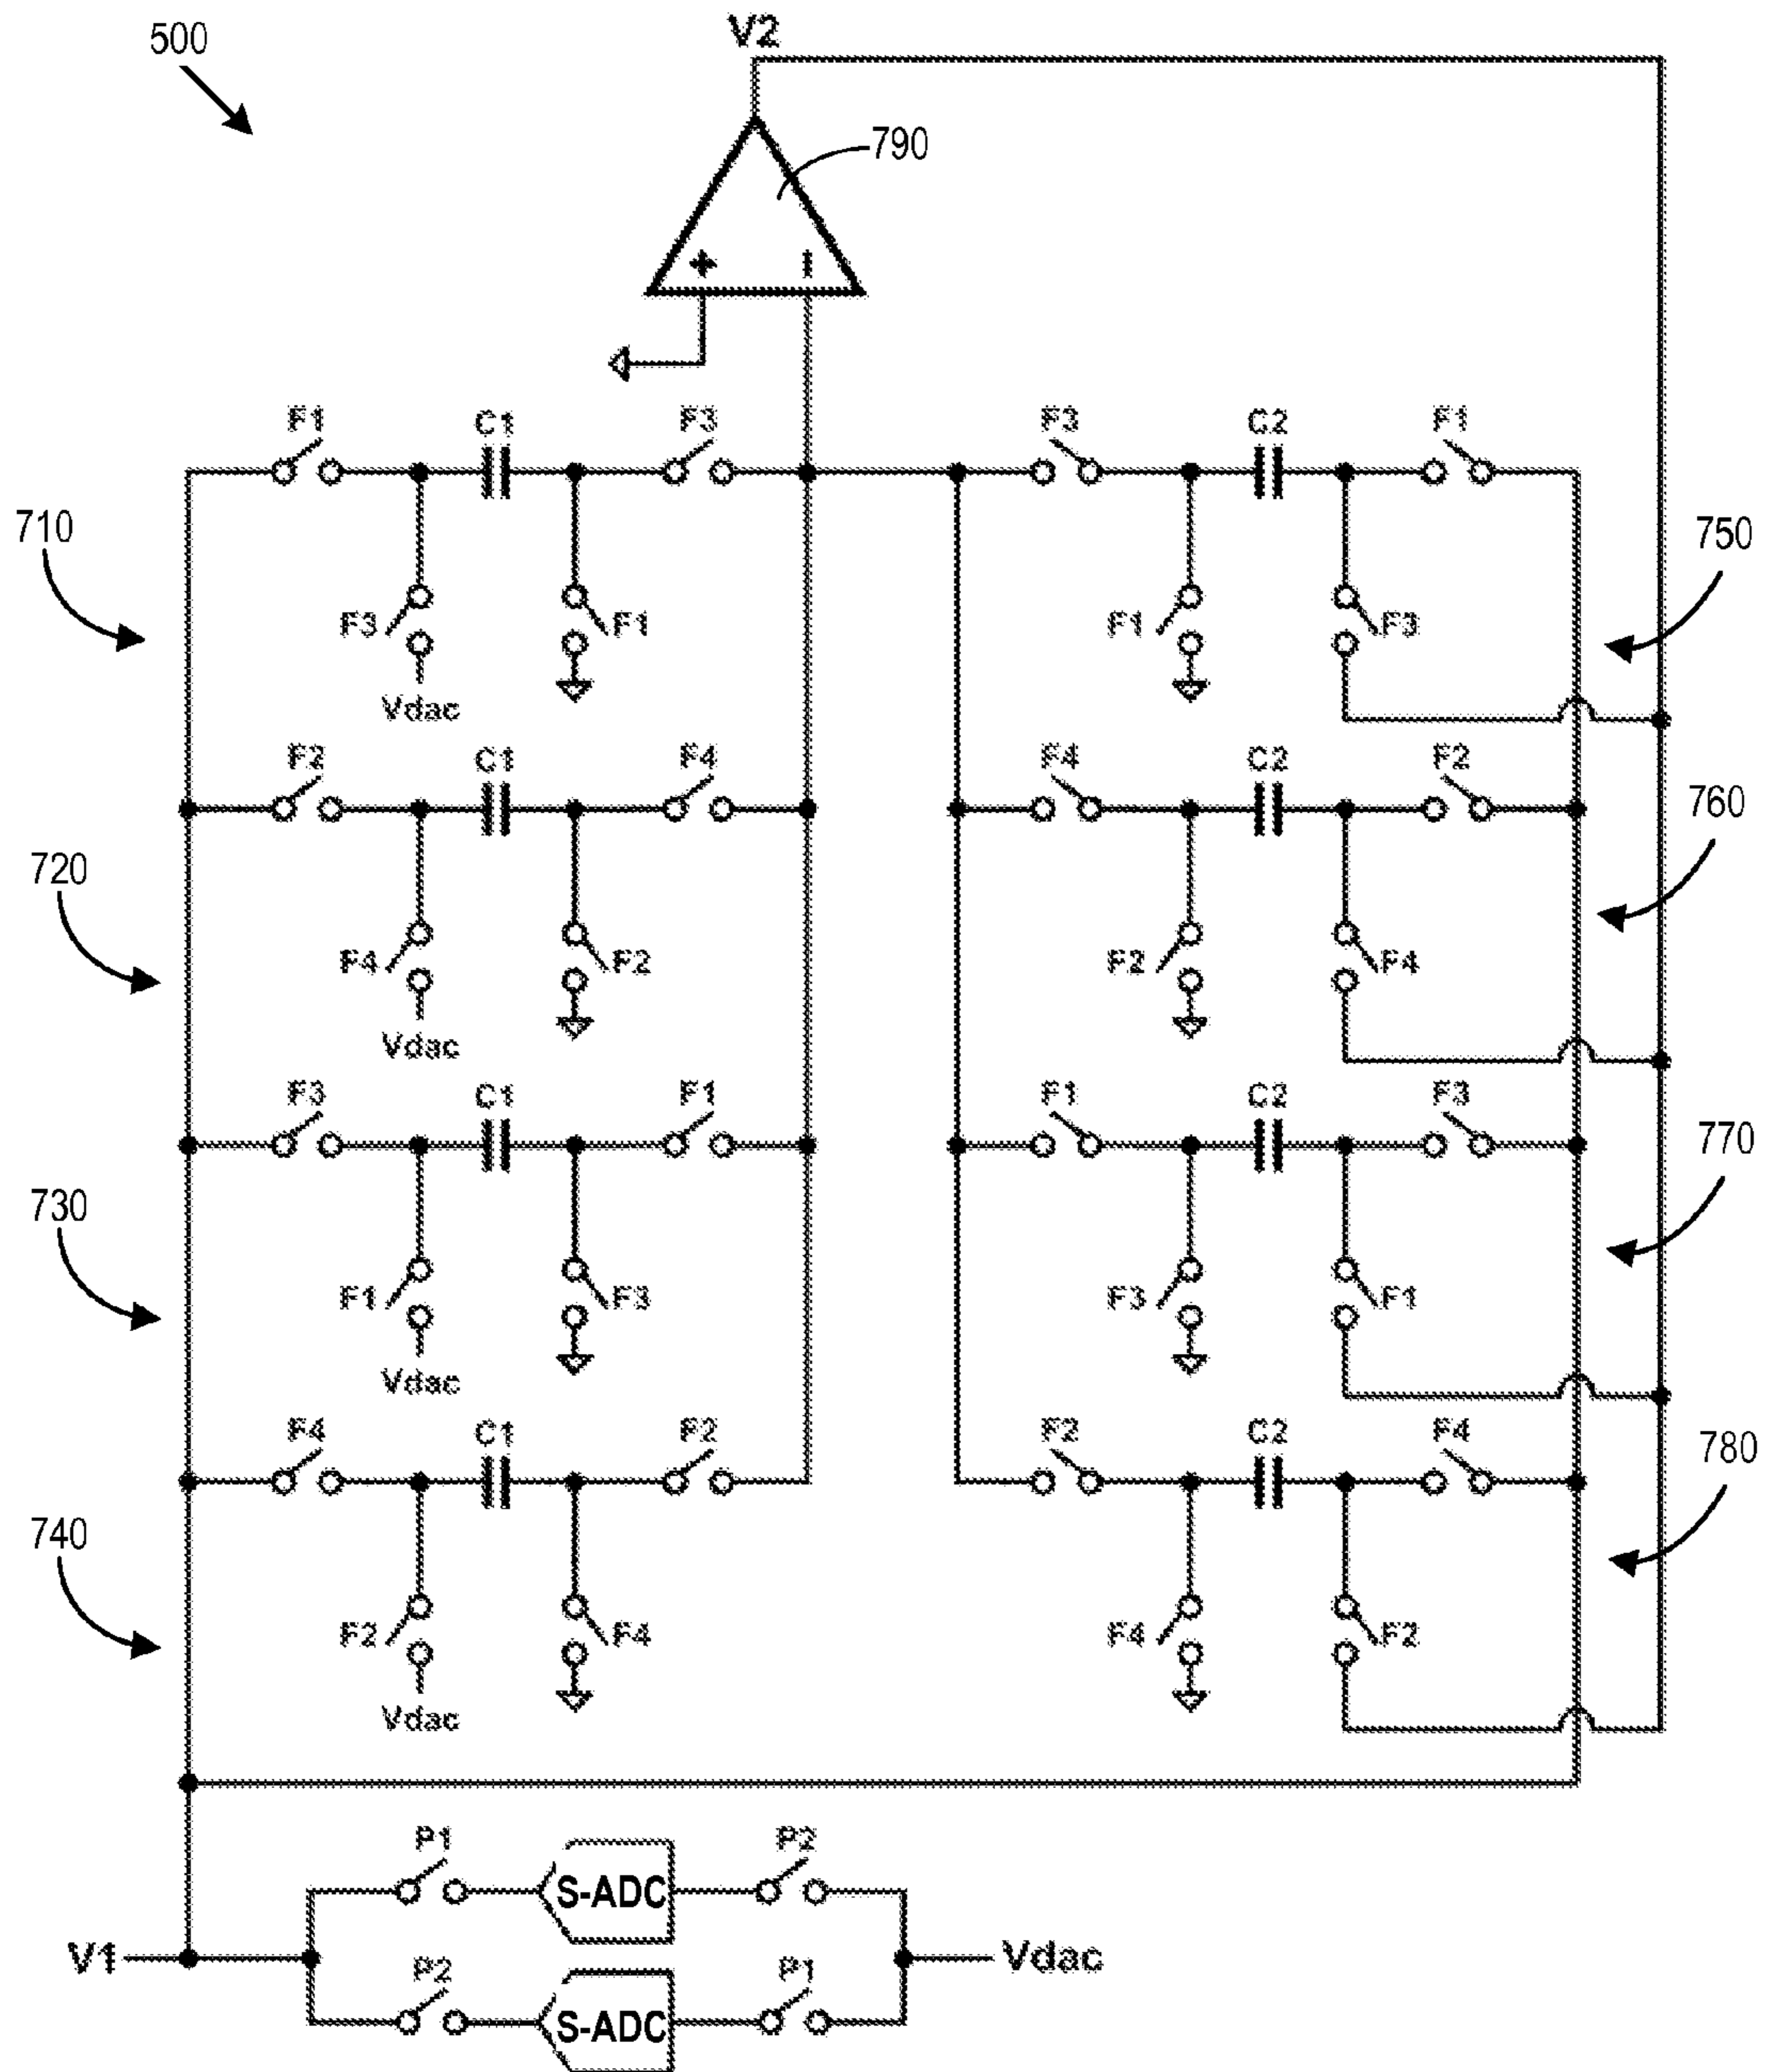 500
V2
790
+ −
F1 C1 F3 F3 C2 F1
710
750
F3 F1 F1 F3
Vdac
F2 C1 F4 F4 C2 F2
760
720
F4 F2 F2 F4
Vdac
F3 C1 F1 F1 C2 F3
770
730
F1 F3 F3 F1
Vdac
F4 C1 F2 F2 C2 F4
780
740
F2 F4 F4 F2
Vdac
P1 P2
S-ADC
V1 Vdac
P2 P1
S-ADC